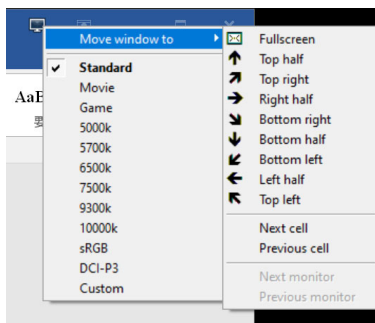 Move window to
Standard
Movie
Game
5000k
5700k
6500k
7500k
9300k
10000k
sRGB
DCI-P3
Custom
Fullscreen
Top half
Top right
Right half
Bottom right
Bottom half
Bottom left
Left half
Top left
Next cell
Previous cell
Next monitor
Previous monitor
AaB
要